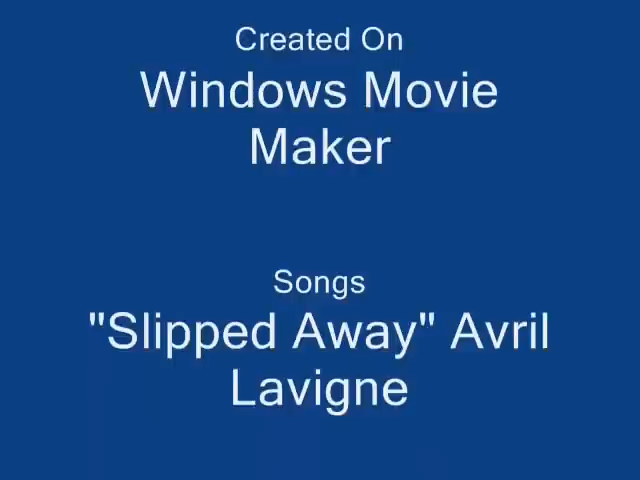 Created On
Windows Movie
Maker
Songs
"Slipped Away" Avril
Lavigne